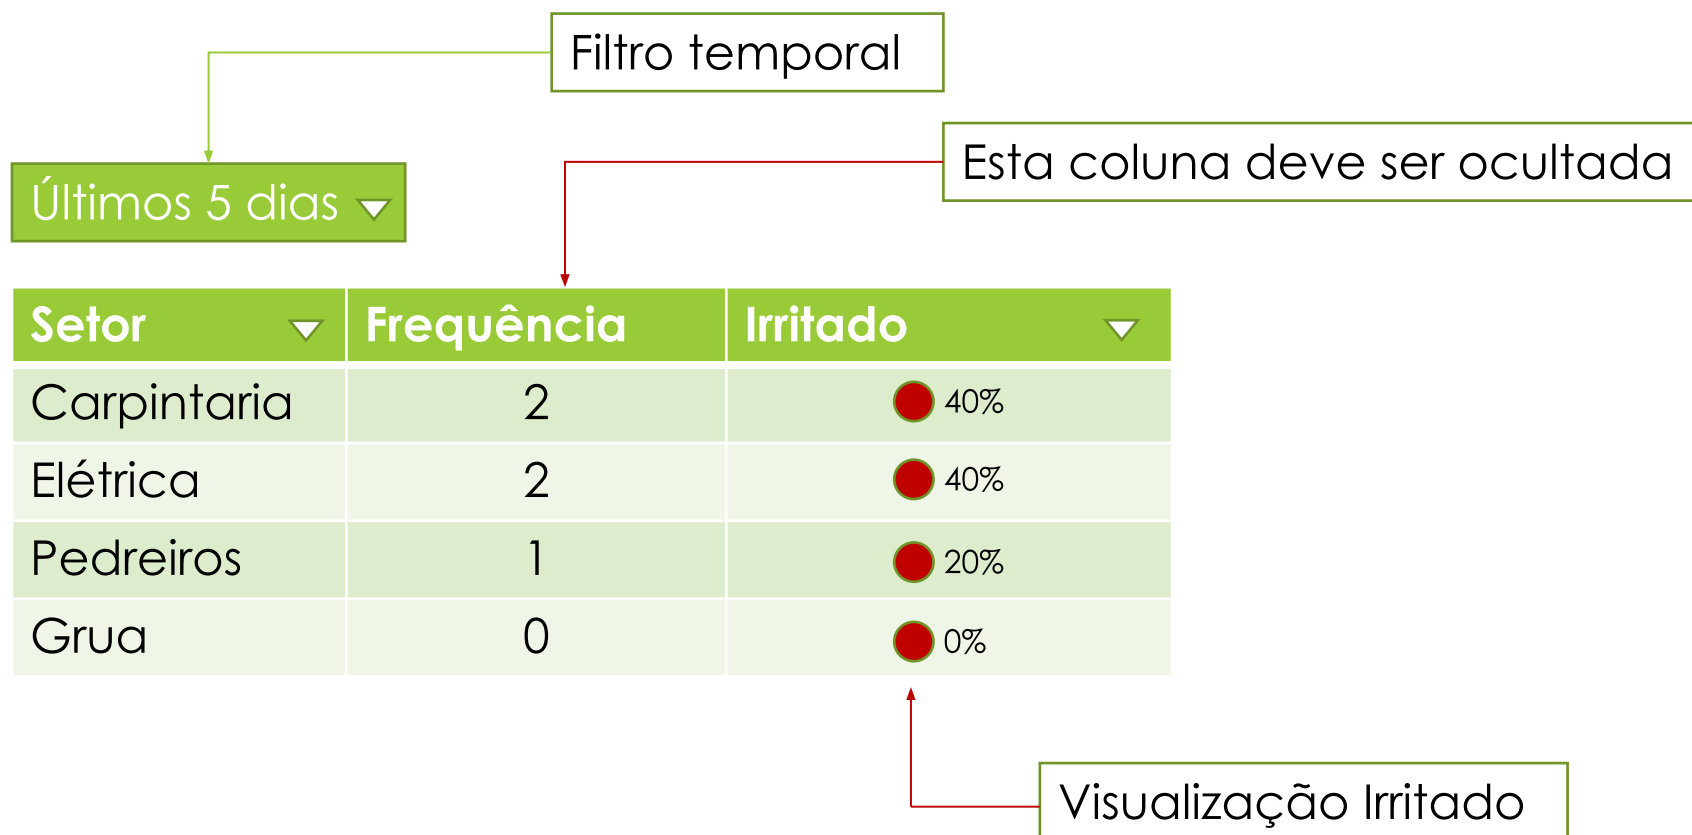 Filtro temporal
Esta coluna deve ser ocultada
Últimos 5 dias
Setor Frequência Irritado
Carpintaria 2 40%
Elétrica 2 40%
Pedreiros 1 20%
Grua 0 0%
Visualização Irritado